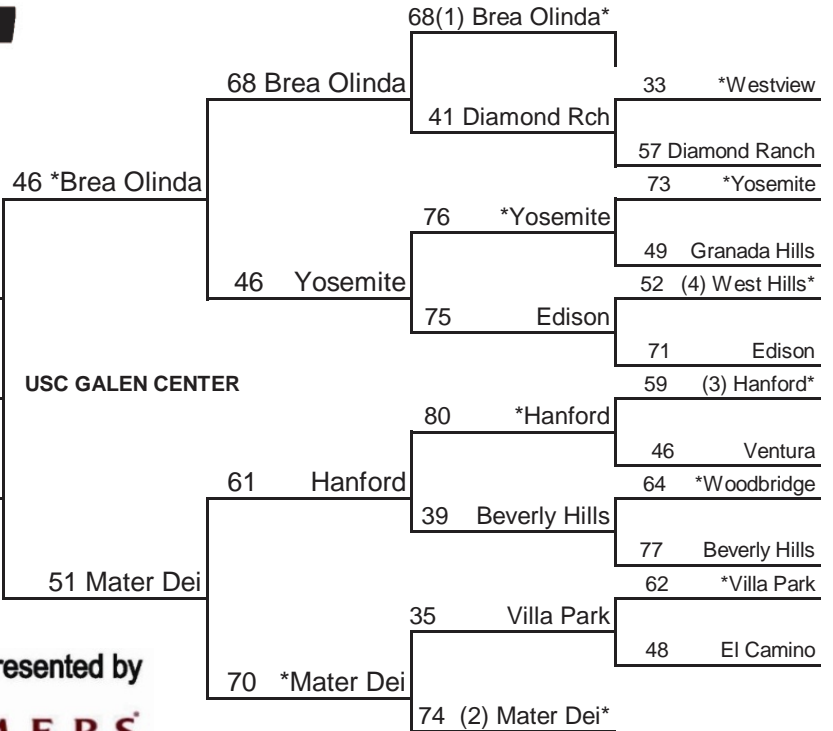 68(1) Brea Olinda*
68 Brea Olinda
33 *Westview
41 Diamond Rch
57 Diamond Ranch
46 *Brea Olinda
73 *Yosemite
76 *Yosemite
49 Granada Hills
46 Yosemite
52 (4) West Hills*
75 Edison
71 Edison
USC GALEN CENTER
59 (3) Hanford*
80 *Hanford
46 Ventura
61 Hanford
64 *Woodbridge
39 Beverly Hills
77 Beverly Hills
51 Mater Dei
62 *Villa Park
35 Villa Park
48 El Camino
resented by
70 *Mater Dei
74 (2) Mater Dei*